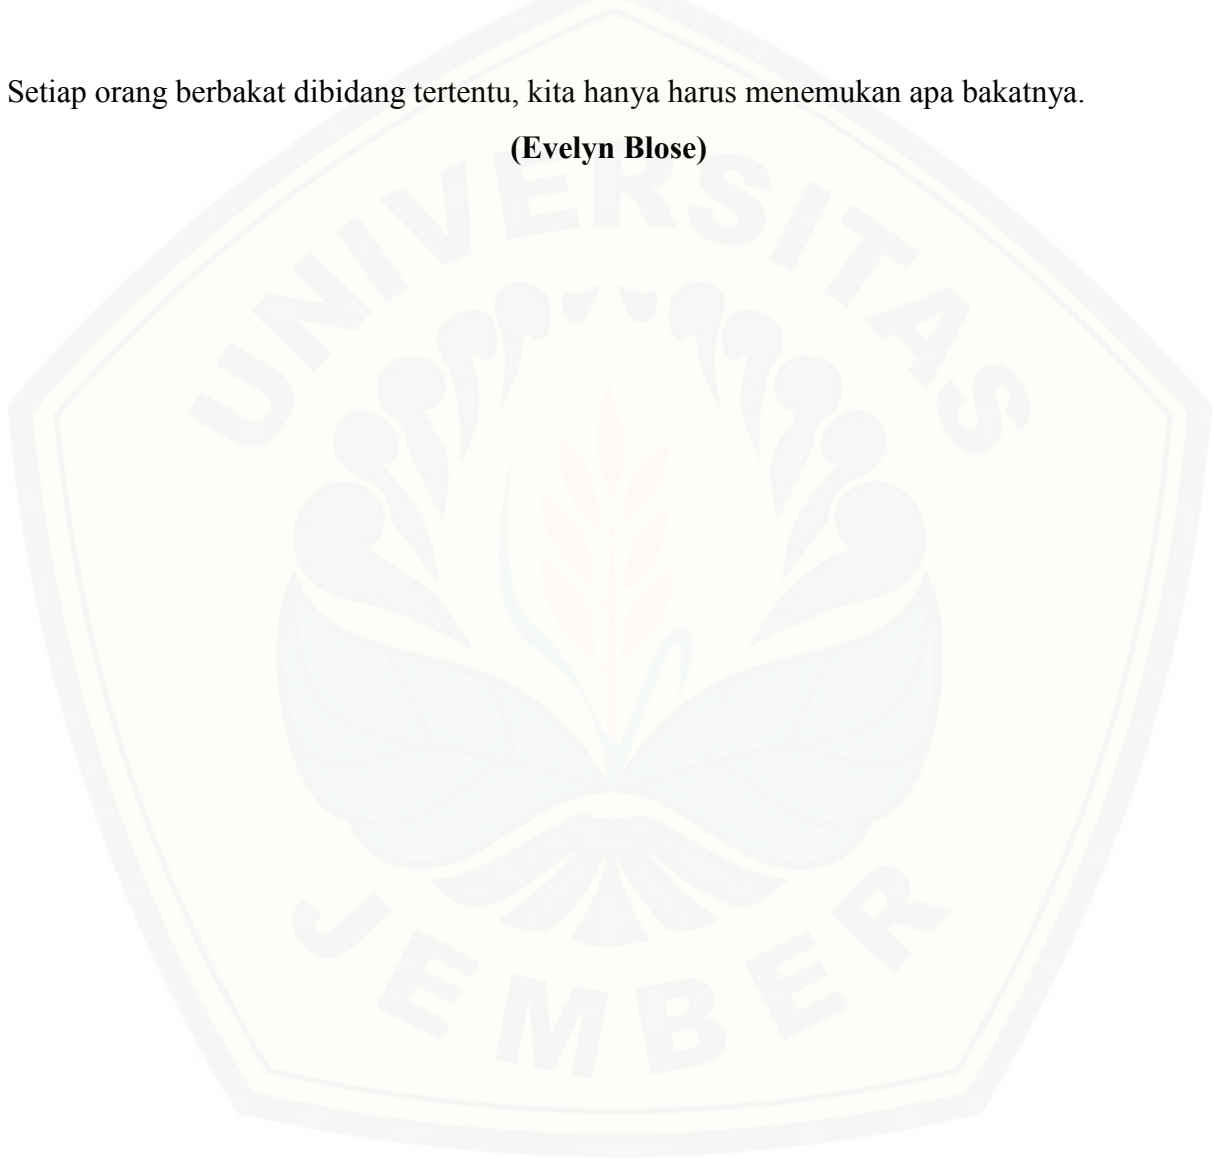 Setiap orang berbakat dibidang tertentu, kita hanya harus menemukan apa bakatnya.
(Evelyn Blose)
UNIVERSITAS
JEMBER